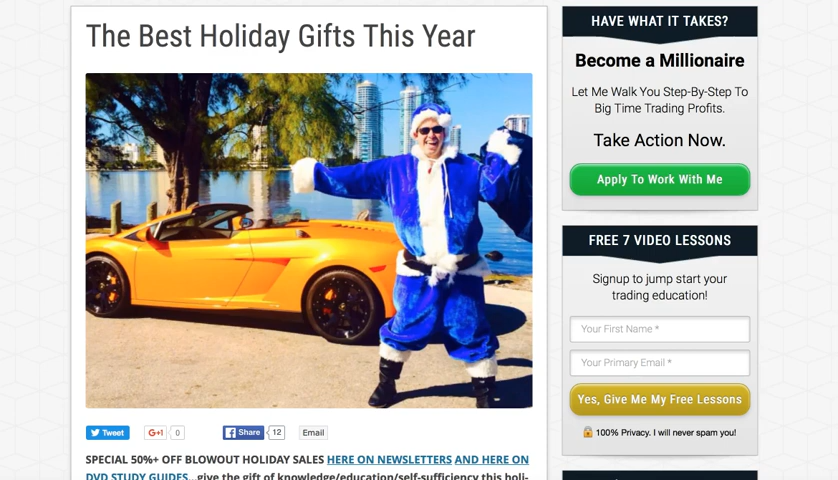 The Best Holiday Gifts This Year
Tweet
G+1
0
Share
12
Email
SPECIAL 50%+ OFF BLOWOUT HOLIDAY SALES HERE ON NEWSLETTERS AND HERE ON
DVD STUDY GUIDES...give the gift of knowledge/education/self-sufficiency this holi-
HAVE WHAT IT TAKES?
Become a Millionaire
Let Me Walk You Step-By-Step To
Big Time Trading Profits.
Take Action Now.
Apply To Work With Me
FREE 7 VIDEO LESSONS
Signup to jump start your
trading education!
Your First Name *
Your Primary Email *
Yes, Give Me My Free Lessons
100% Privacy. I will never spam you!